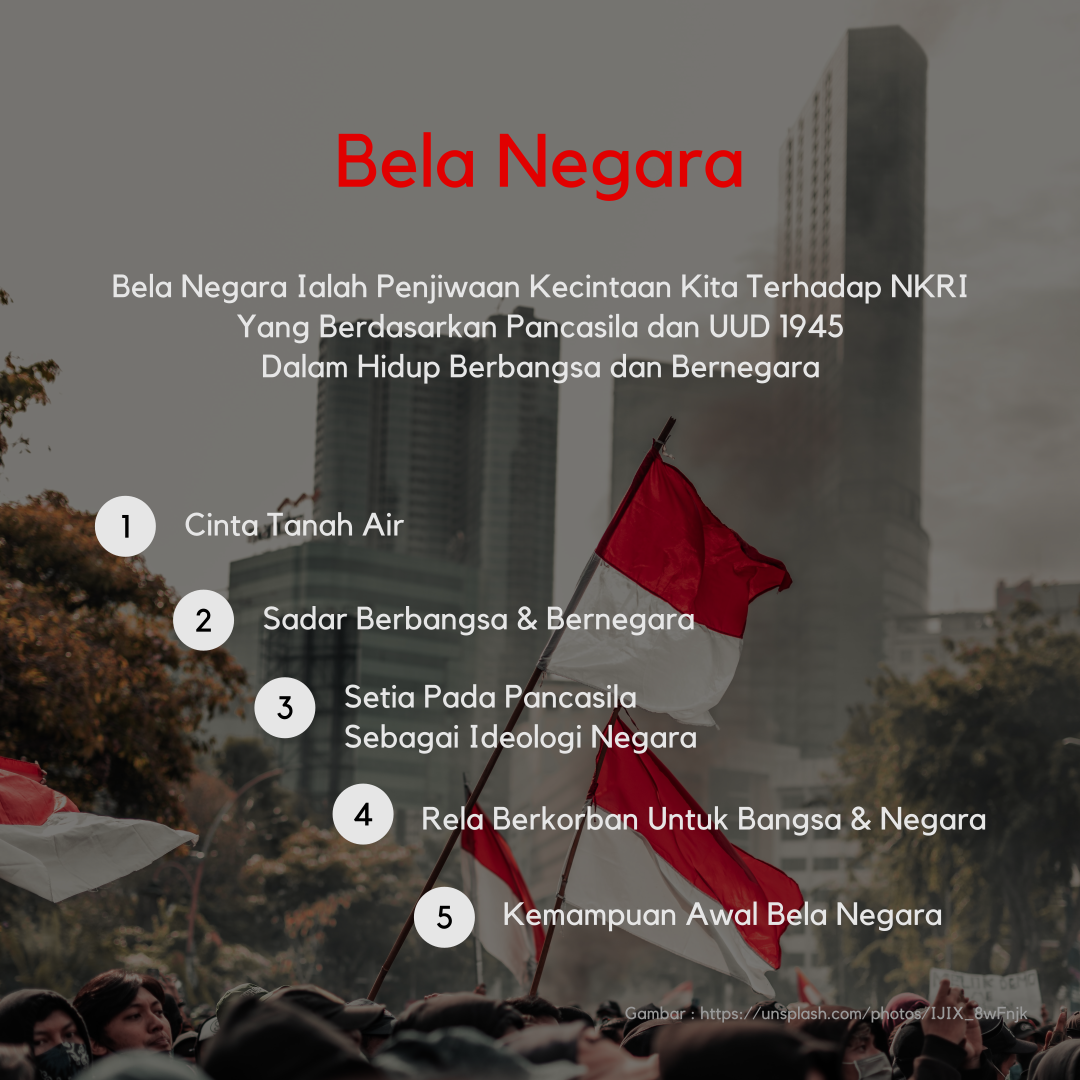 Bela Negara
Bela Negara Ialah Penjiwaan Kecintaan Kita Terhadap NKRI
Yang Berdasarkan Pancasila dan UUD 1945
Dalam Hidup Berbangsa dan Bernegara
1 Cinta Tanah Air
2 Sadar Berbangsa & Bernegara
3 Setia Pada Pancasila
Sebagai Ideologi Negara
4 Rela Berkorban Untuk Bangsa & Negara
5 Kemampuan Awal Bela Negara
Gambar : https://unsplash.com/photos/IJIX_8wFnjk